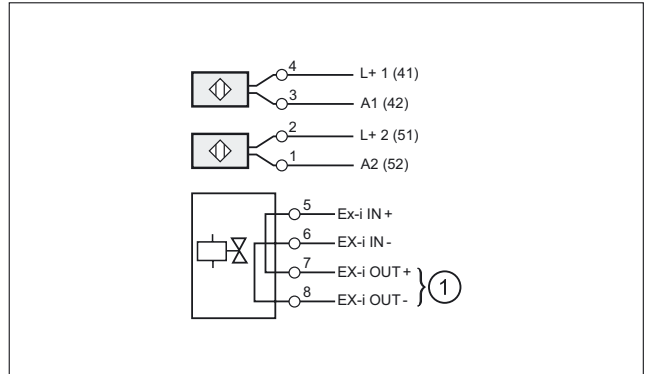 4 L+ 1 (41)
3 A1 (42)
2 L+ 2 (51)
1 A2 (52)
5 Ex-i IN+
6 EX-i IN-
7 EX-i OUT+
8 EX-i OUT-
1